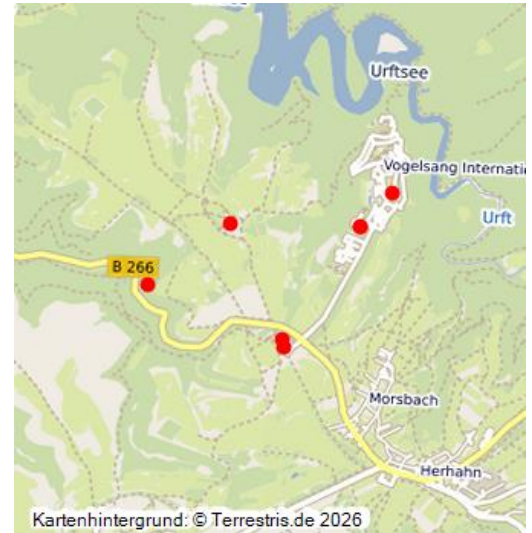 Urftsee
Vogelsang Internati
Urft
B 266
Morsbach
Herhahn
Kartenhintergrund: © Terrestris.de 2026